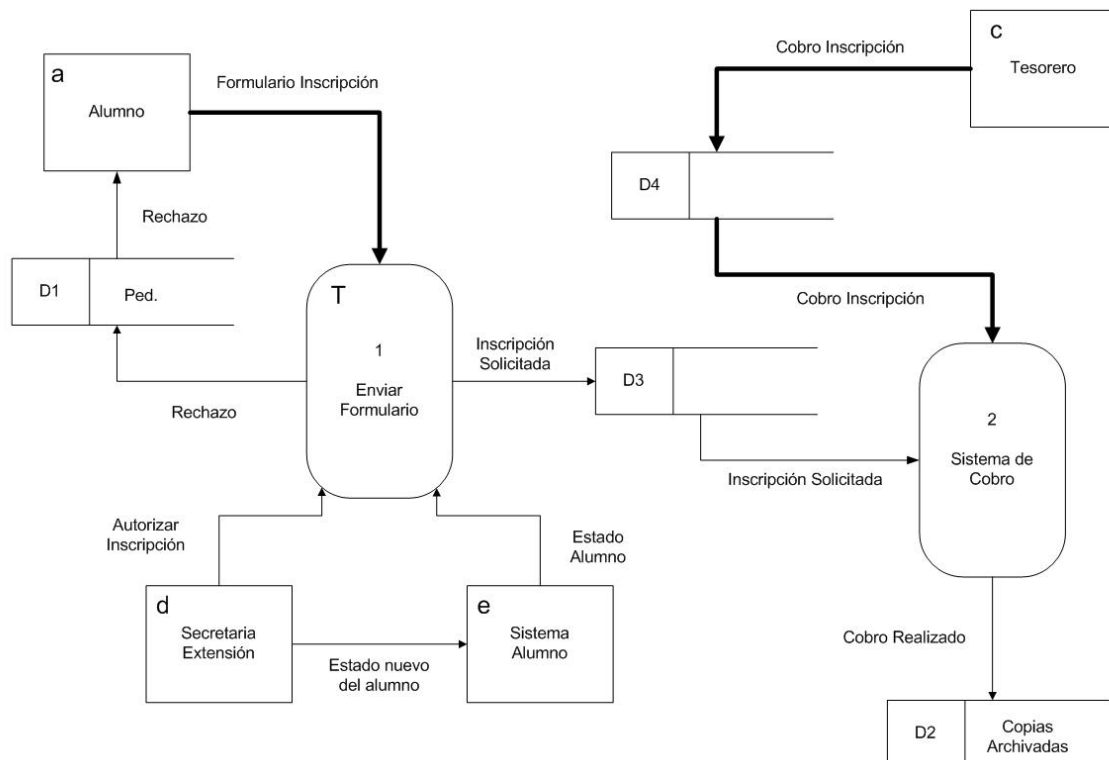 a
Alumno
Formulario Inscripción
Cobro Inscripción
c
Tesorero
D4
Rechazo
D1
Ped.
Cobro Inscripción
T
1
Enviar
Formulario
Inscripción
Solicitada
D3
Rechazo
2
Sistema de
Cobro
Inscripción Solicitada
Autorizar
Inscripción
Estado
Alumno
d
Secretaria
Extensión
e
Sistema
Alumno
Estado nuevo
del alumno
Cobro Realizado
D2
Copias
Archivadas